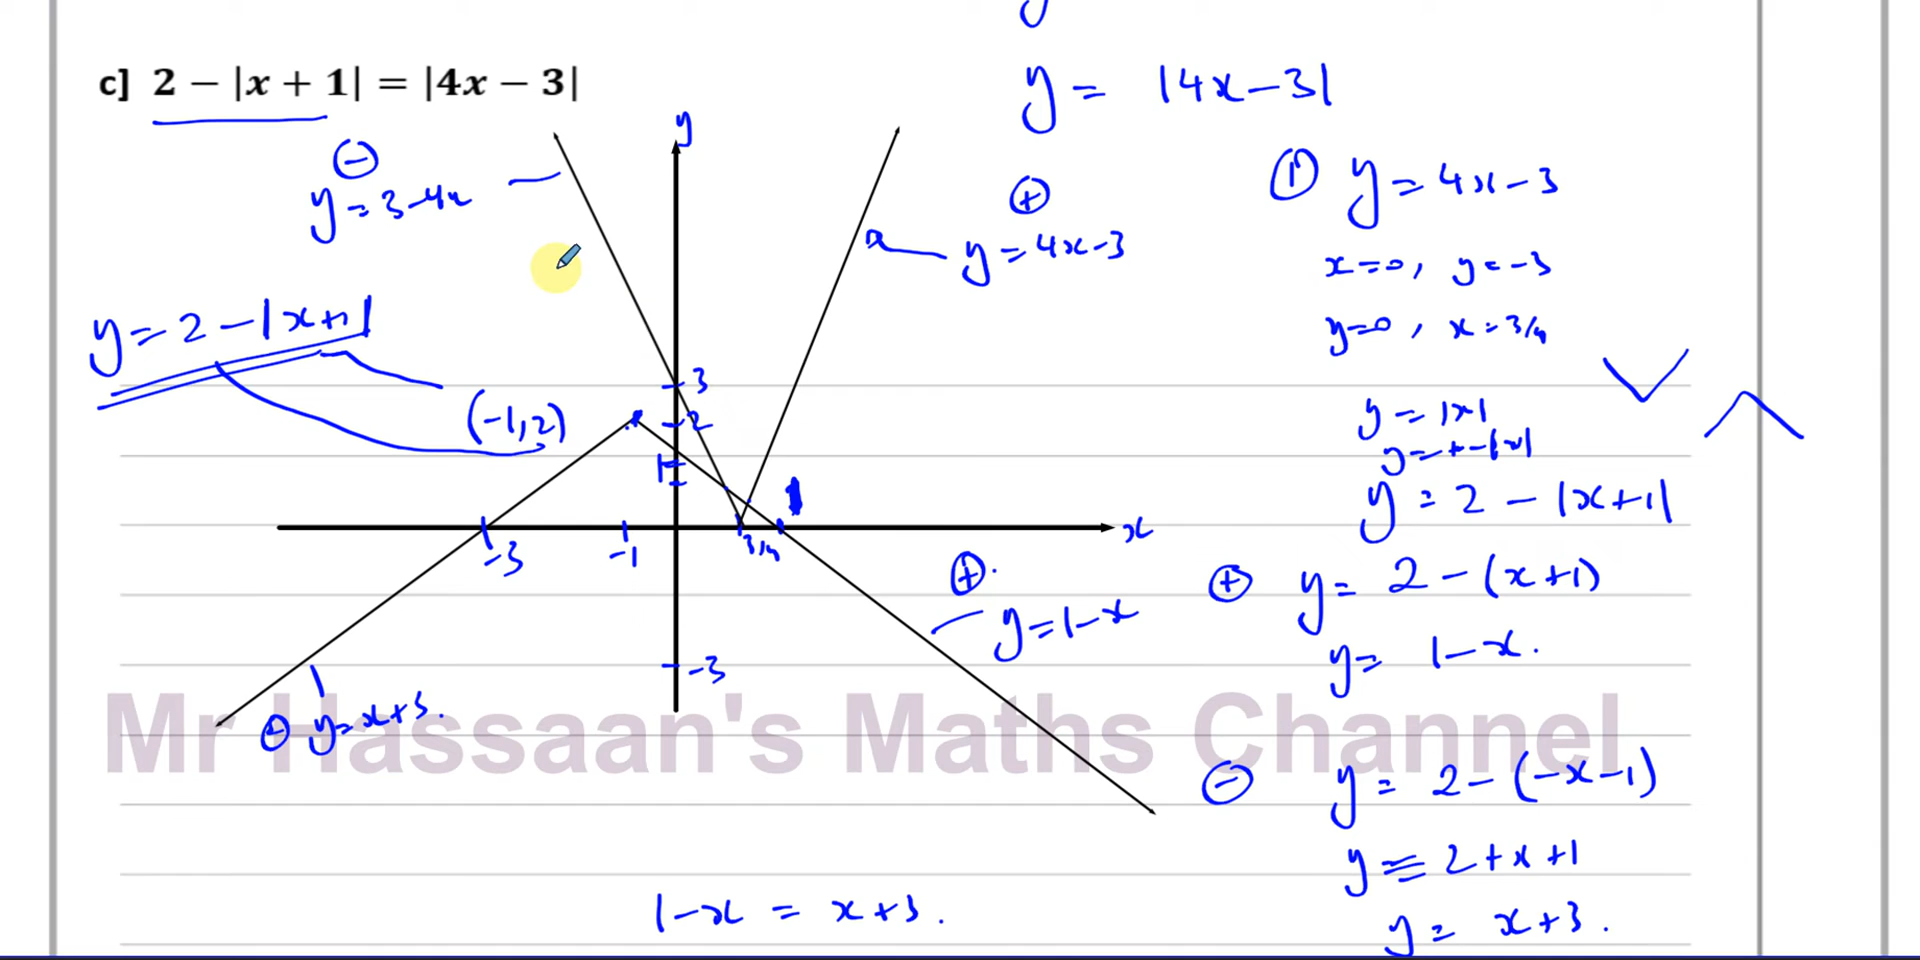 c] 2 − |x + 1| = |4x − 3|
y = |4x−3|
y
⊖
y = 3−4x
⊕
y = 4x−3
① y = 4x−3
x=0, y=−3
y=0, x=3/4
y = 2 − |x+1|
3
(−1,2)
2
1
1
y = |x|
y = 2 − |x+1|
−3
−1
3/4
x
⊕
y = 1−x
⊕ y = 2 − (x+1)
y = 1−x.
−3
⊖ y = x+3.
Mr Hassaan's Maths Channel
⊖ y = 2−(−x−1)
y = 2+x+1
1−x = x+3.
y = x+3.